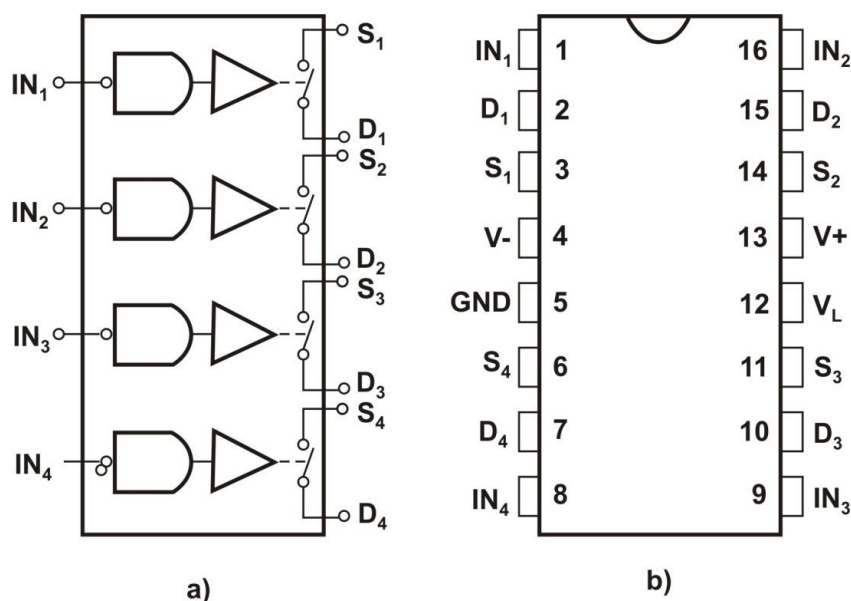 S₁
IN₁
D₁
S₂
IN₂
D₂
S₃
IN₃
D₃
S₄
IN₄
D₄
a)
IN₁ 1 16 IN₂
D₁ 2 15 D₂
S₁ 3 14 S₂
V- 4 13 V+
GND 5 12 V_L
S₄ 6 11 S₃
D₄ 7 10 D₃
IN₄ 8 9 IN₃
b)